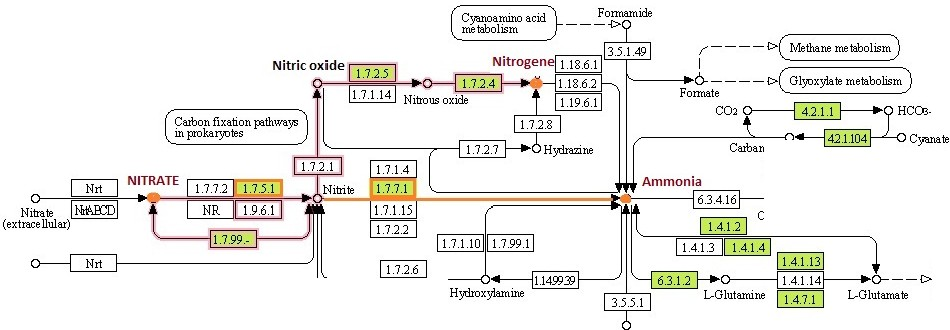 Cyanoamino acid
metabolism
Formamide
3.5.1.49
Methane metabolism
Glyoxylate metabolism
Formate
Nitric oxide
1.7.2.5
1.7.1.14
Nitrous oxide
1.7.2.4
Nitrogene
1.18.6.1
1.18.6.2
1.19.6.1
1.7.2.8
Hydrazine
1.7.2.7
Carbon fixation pathways
in prokaryotes
1.7.2.1
CO2
4.2.1.1
HCO3-
Carban
4.2.1.104
Cyanate
Nrt
NrtABCD
Nitrate
(extracellular)
NITRATE
1.7.7.2
1.7.5.1
NR
1.9.6.1
1.7.99.-
Nitrite
1.7.1.4
1.7.7.1
1.7.1.15
1.7.2.2
1.7.2.6
Ammonia
6.3.4.16
C
Nrt
1.7.1.10
1.7.99.1
Hydroxylamine
1.14.99.39
3.5.5.1
1.4.1.2
1.4.1.3
1.4.1.4
6.3.1.2
L-Glutamine
1.4.1.13
1.4.1.14
1.4.7.1
L-Glutamate